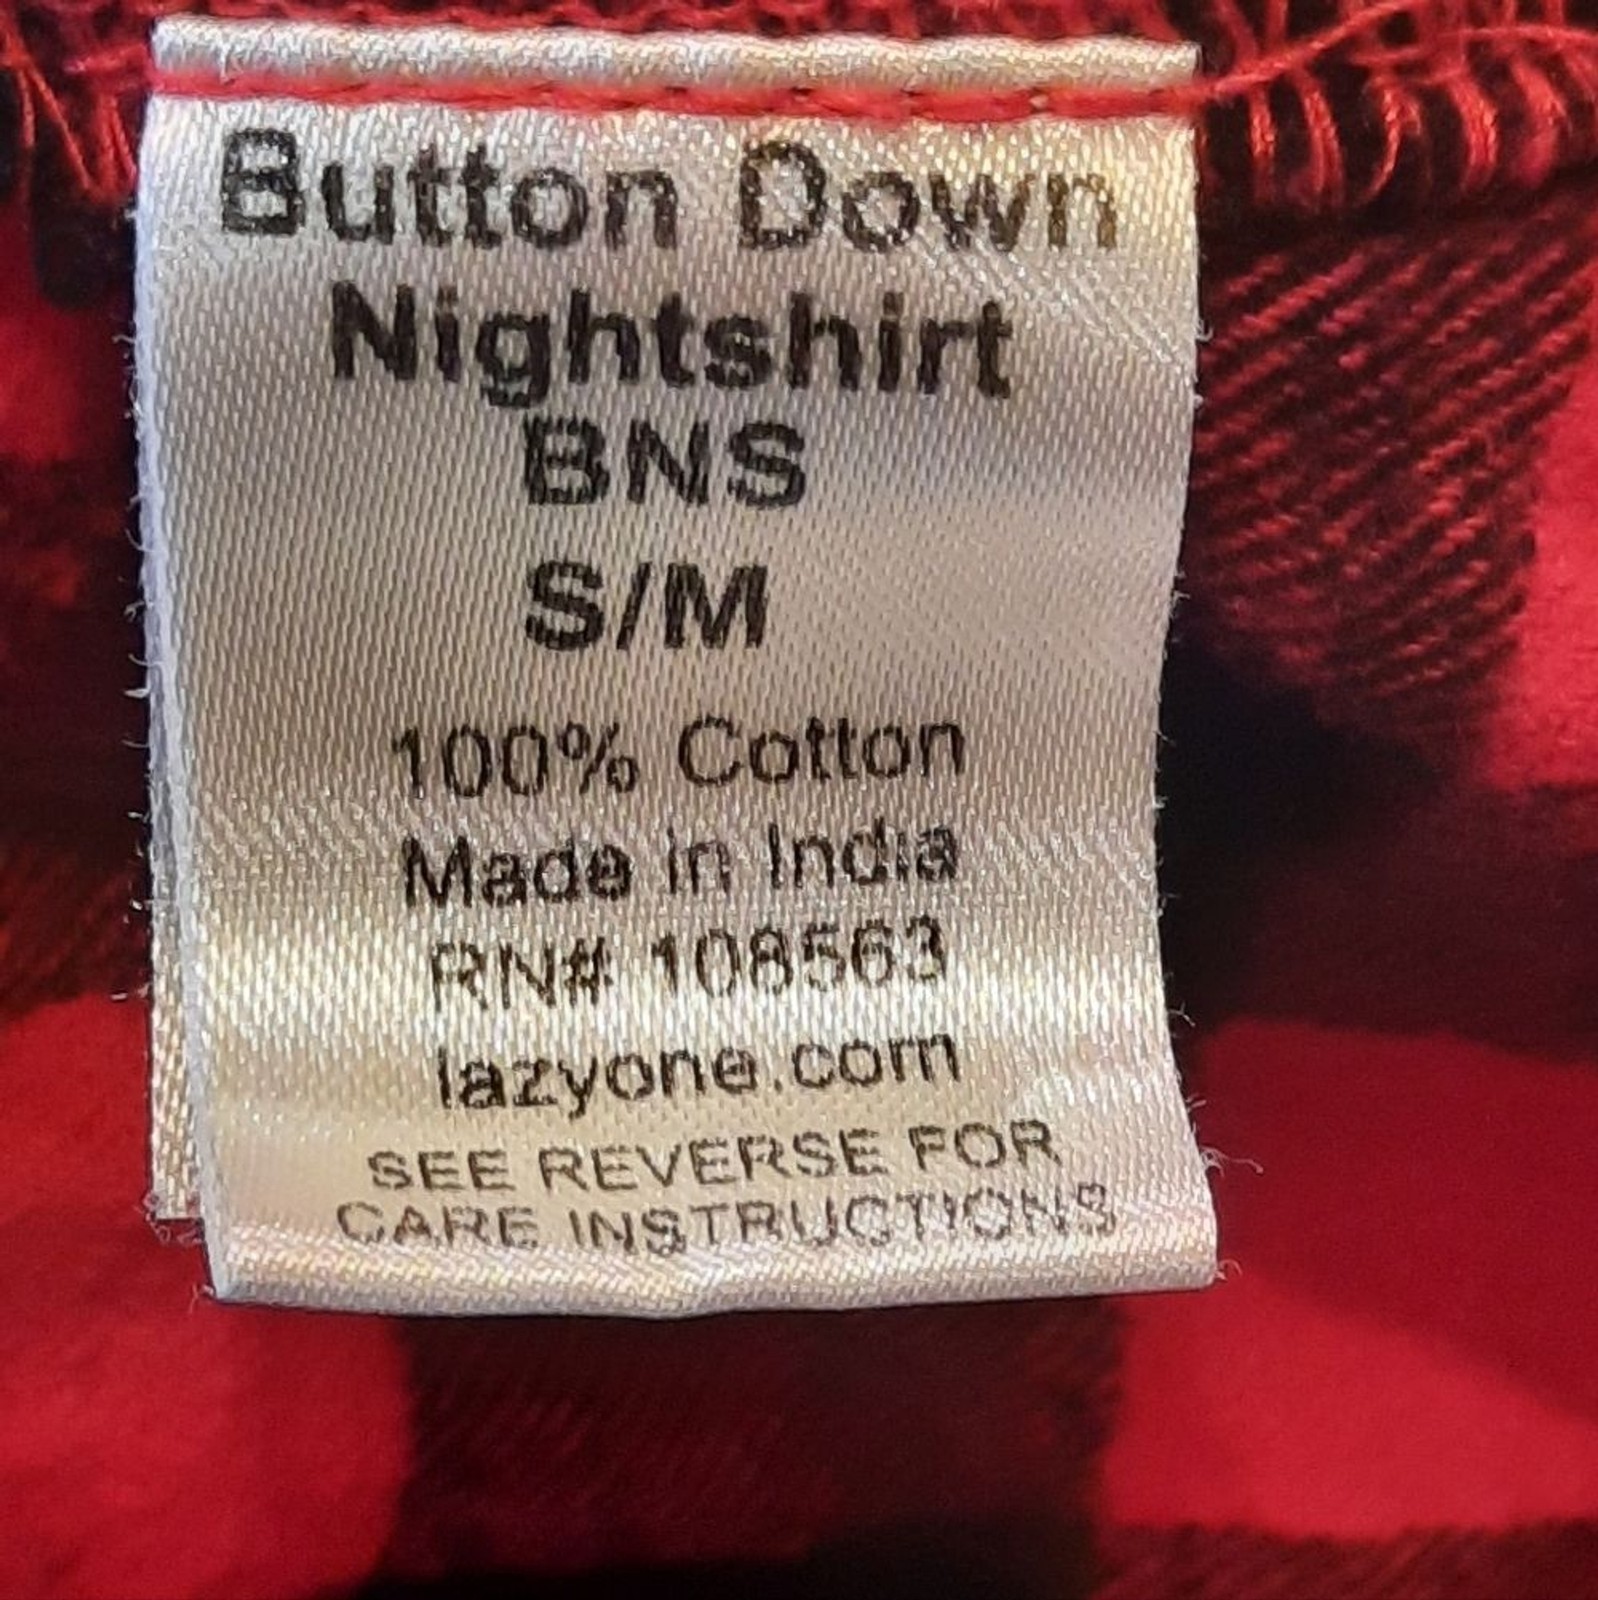 Button Down
Nightshirt
BNS
S/M
100% Cotton
Made in India
RN# 108563
lazyone.com
SEE REVERSE FOR
CARE INSTRUCTIONS